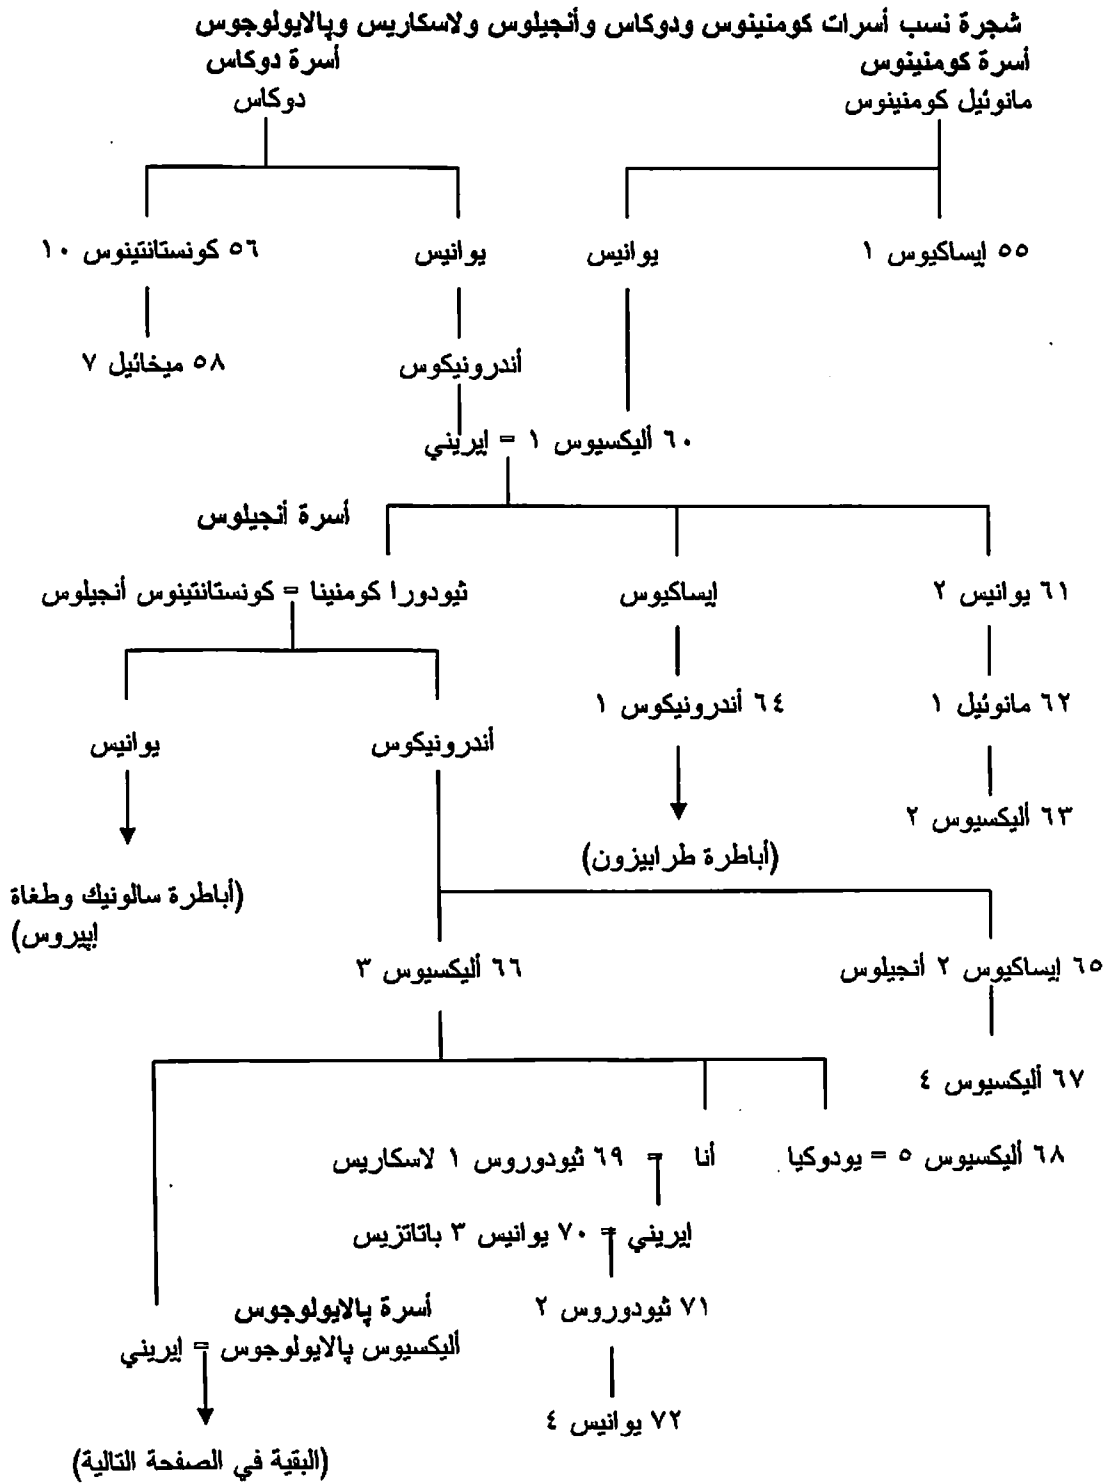 شجرة نسب أسرات كومنينوس ودوكاس وأنجيلوس ولاسكاريس وپالايولوجوس
أسرة كومنينوس
أسرة دوكاس
مانوئيل كومنينوس
دوكاس
٥٥ إيساكيوس ١
يوانيس
يوانيس
٥٦ كونستانتينوس ١٠
أندرونيكوس
٥٨ ميخائيل ٧
٦٠ أليكسيوس ١ = إيريني
أسرة أنجيلوس
٦١ يوانيس ٢
إيساكيوس
ثيودورا كومنينا = كونستانتينوس أنجيلوس
٦٢ مانوئيل ١
٦٤ أندرونيكوس ١
أندرونيكوس
يوانيس
٦٣ أليكسيوس ٢
(أباطرة طرابيزون)
(أباطرة سالونيك وطغاة
إپيروس)
٦٥ إيساكيوس ٢ أنجيلوس
٦٦ أليكسيوس ٣
٦٧ أليكسيوس ٤
٦٨ أليكسيوس ٥ = يودوكيا
أنا = ٦٩ ثيودوروس ١ لاسكاريس
إيريني = ٧٠ يوانيس ٣ باتاتزيس
٧١ ثيودوروس ٢
أسرة پالايولوجوس
أليكسيوس پالايولوجوس = إيريني
٧٢ يوانيس ٤
(البقية في الصفحة التالية)